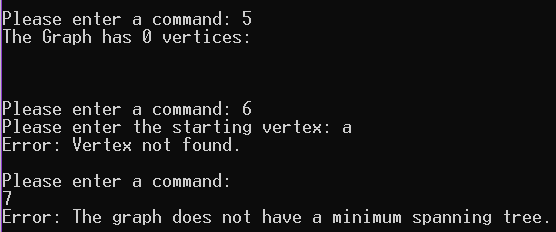 Please enter a command: 5
The Graph has 0 vertices:
Please enter a command: 6
Please enter the starting vertex: a
Error: Vertex not found.
Please enter a command:
7
Error: The graph does not have a minimum spanning tree.